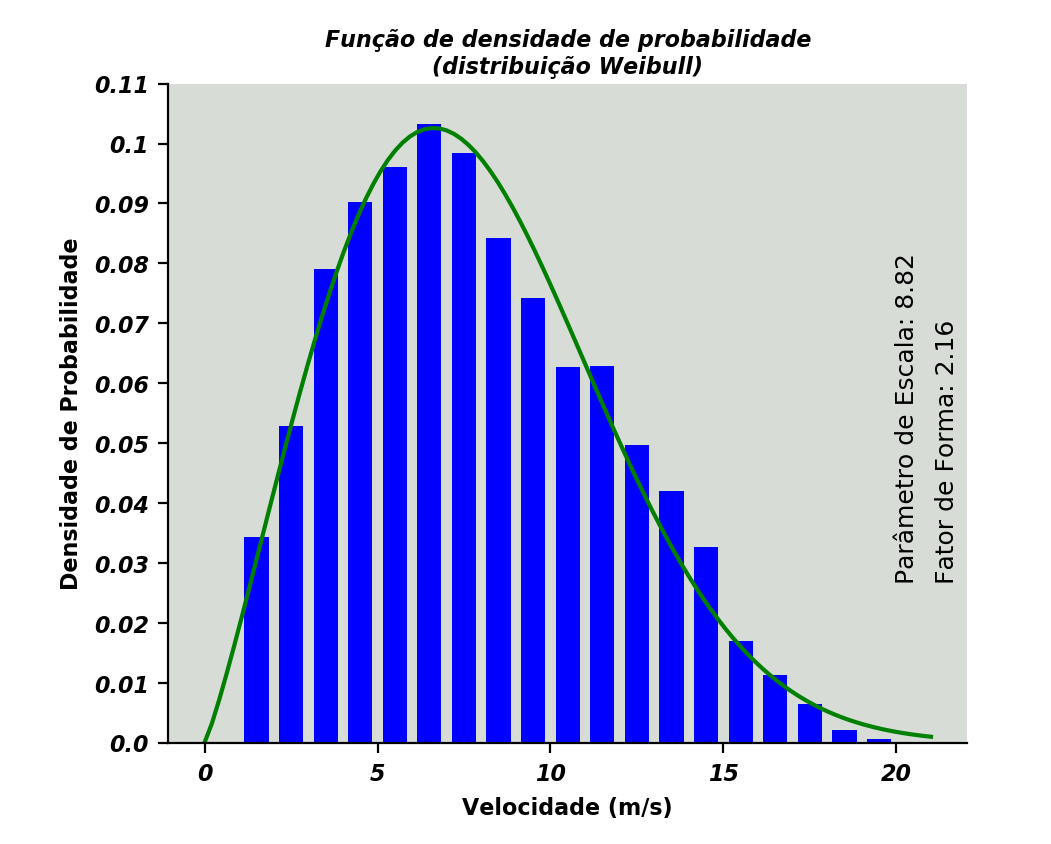 Função de densidade de probabilidade
(distribuição Weibull)
0.11
0.1
0.09
0.08
0.07
0.06
0.05
0.04
0.03
0.02
0.01
0.0
Densidade de Probabilidade
Parâmetro de Escala: 8.82
Fator de Forma: 2.16
0 5 10 15 20
Velocidade (m/s)